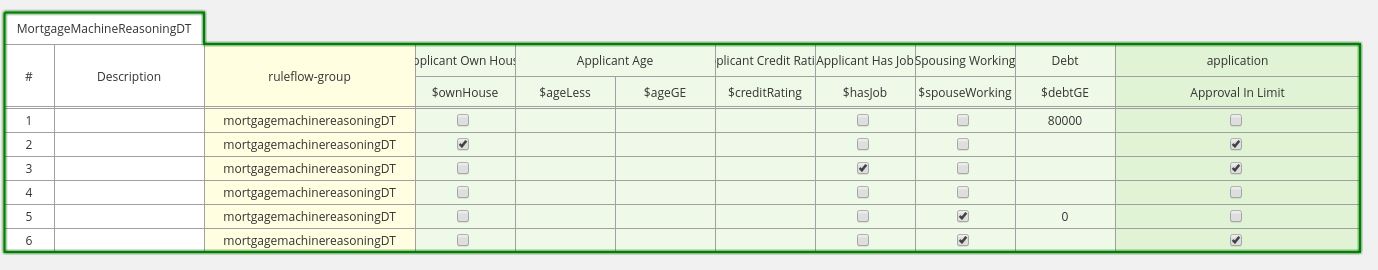 MortgageMachineReasoningDT
# Description ruleflow-group pplicant Own Hous Applicant Age plicant Credit Rati Applicant Has Job Spousing Working Debt application
$ownHouse $ageLess $ageGE $creditRating $hasJob $spouseWorking $debtGE Approval In Limit
1 mortgagemachinereasoningDT 80000
2 mortgagemachinereasoningDT
3 mortgagemachinereasoningDT
4 mortgagemachinereasoningDT
5 mortgagemachinereasoningDT 0
6 mortgagemachinereasoningDT